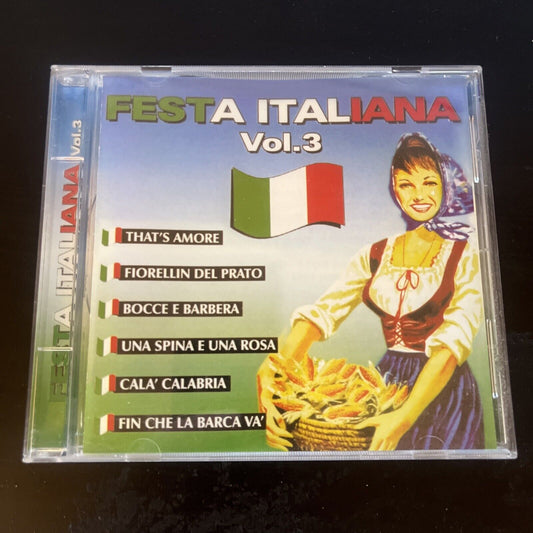 FESTA ITALIANA
Vol.3
THAT'S AMORE
FIORELLIN DEL PRATO
BOCCE E BARBERA
UNA SPINA E UNA ROSA
CALA' CALABRIA
FIN CHE LA BARCA VA'
FESTA ITALIANA Vol.3